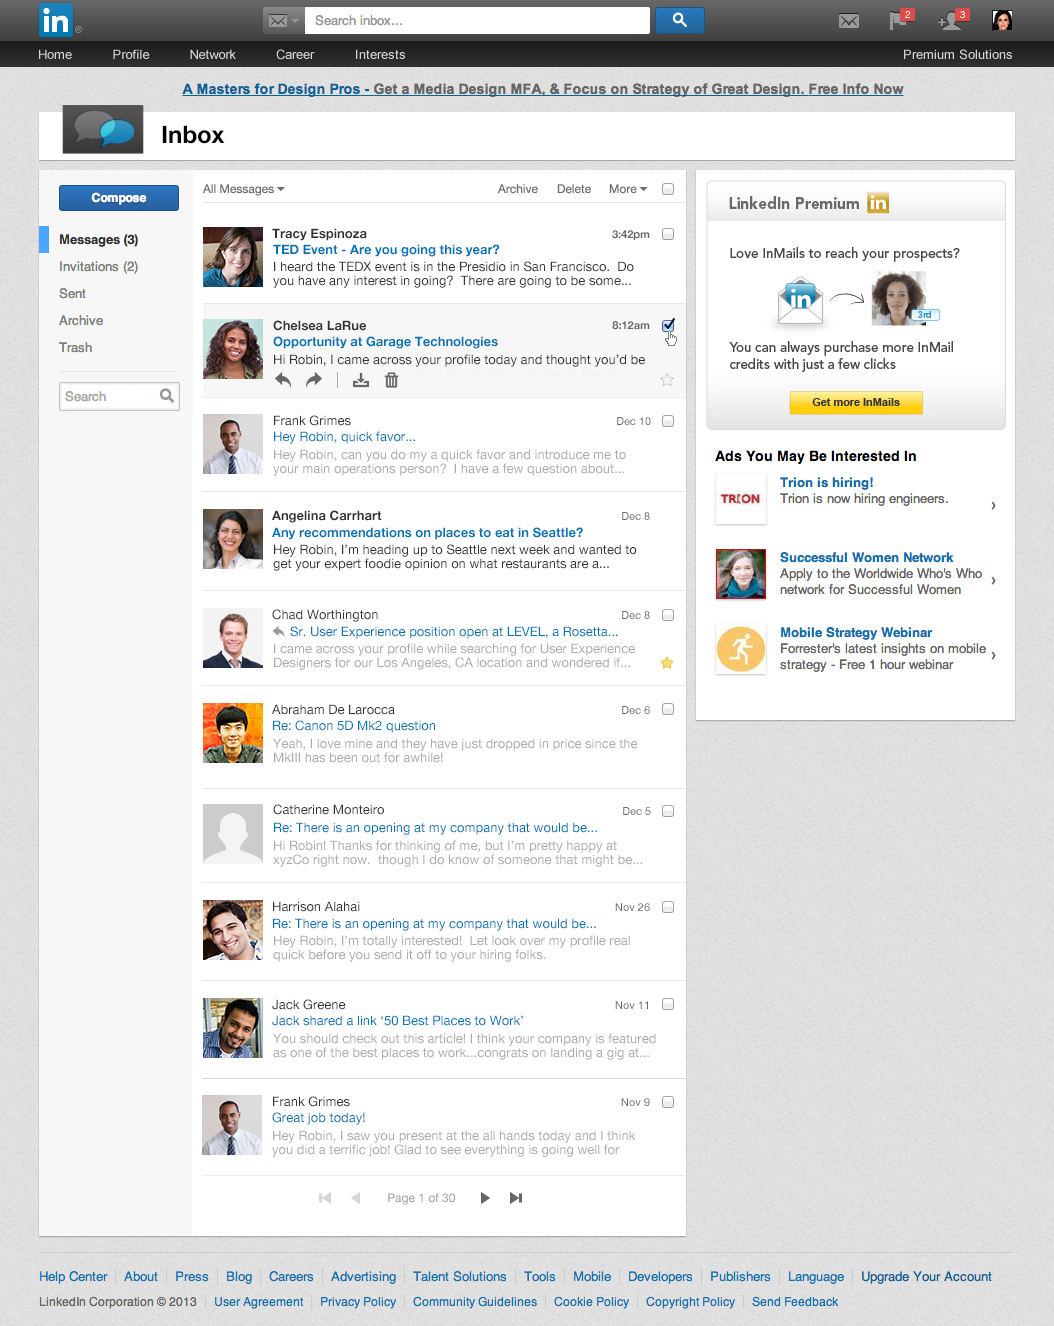 in ®
Search inbox...
2
3
Home Profile Network Career Interests Premium Solutions
A Masters for Design Pros - Get a Media Design MFA, & Focus on Strategy of Great Design. Free Info Now
Inbox
Compose
Messages (3)
Invitations (2)
Sent
Archive
Trash
Search
All Messages Archive Delete More
Tracy Espinoza 3:42pm
TED Event - Are you going this year?
I heard the TEDX event is in the Presidio in San Francisco. Do
you have any interest in going? There are going to be some...
Chelsea LaRue 8:12am
Opportunity at Garage Technologies
Hi Robin, I came across your profile today and thought you'd be
Frank Grimes Dec 10
Hey Robin, quick favor...
Hey Robin, can you do my a quick favor and introduce me to
your main operations person? I have a few question about...
Angelina Carrhart Dec 8
Any recommendations on places to eat in Seattle?
Hey Robin, I'm heading up to Seattle next week and wanted to
get your expert foodie opinion on what restaurants are a...
Chad Worthington Dec 8
Sr. User Experience position open at LEVEL, a Rosetta...
I came across your profile while searching for User Experience
Designers for our Los Angeles, CA location and wondered if...
Abraham De Larocca Dec 6
Re: Canon 5D Mk2 question
Yeah, I love mine and they have just dropped in price since the
MkIII has been out for awhile!
Catherine Monteiro Dec 5
Re: There is an opening at my company that would be...
Hi Robin! Thanks for thinking of me, but I'm pretty happy at
xyzCo right now. though I do know of someone that might be...
Harrison Alahai Nov 26
Re: There is an opening at my company that would be...
Hey Robin, I'm totally interested! Let look over my profile real
quick before you send it off to your hiring folks.
Jack Greene Nov 11
Jack shared a link ‘50 Best Places to Work’
You should check out this article! I think your company is featured
as one of the best places to work...congrats on landing a gig at...
Frank Grimes Nov 9
Great job today!
Hey Robin, I saw you present at the all hands today and I think
you did a terrific job! Glad to see everything is going well for
Page 1 of 30
LinkedIn Premium in
Love InMails to reach your prospects?
in
3rd
You can always purchase more InMail
credits with just a few clicks
Get more InMails
Ads You May Be Interested In
TRION
Trion is hiring!
Trion is now hiring engineers.
Successful Women Network
Apply to the Worldwide Who's Who
network for Successful Women
Mobile Strategy Webinar
Forrester's latest insights on mobile
strategy - Free 1 hour webinar
Help Center About Press Blog Careers Advertising Talent Solutions Tools Mobile Developers Publishers Language Upgrade Your Account
LinkedIn Corporation © 2013 User Agreement Privacy Policy Community Guidelines Cookie Policy Copyright Policy Send Feedback